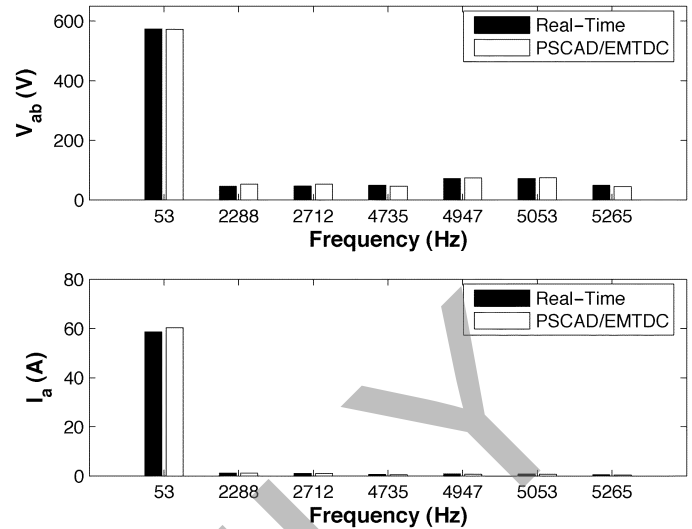 600
400
200
0
V_ab (V)
Real-Time
PSCAD/EMTDC
53 2288 2712 4735 4947 5053 5265
Frequency (Hz)
80
60
40
20
0
I_a (A)
Real-Time
PSCAD/EMTDC
53 2288 2712 4735 4947 5053 5265
Frequency (Hz)
Y